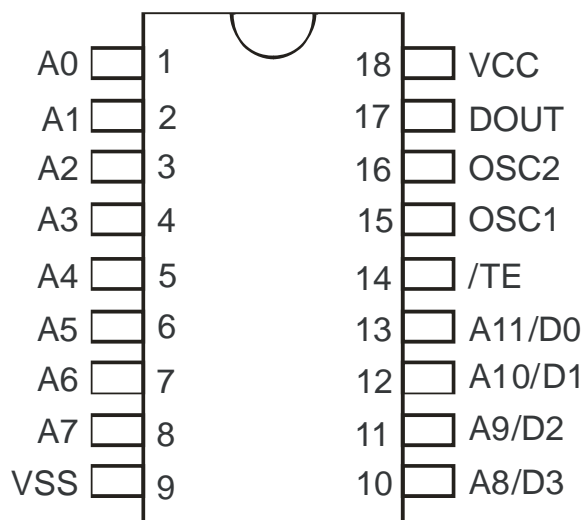 A0 1 18 VCC
A1 2 17 DOUT
A2 3 16 OSC2
A3 4 15 OSC1
A4 5 14 /TE
A5 6 13 A11/D0
A6 7 12 A10/D1
A7 8 11 A9/D2
VSS 9 10 A8/D3